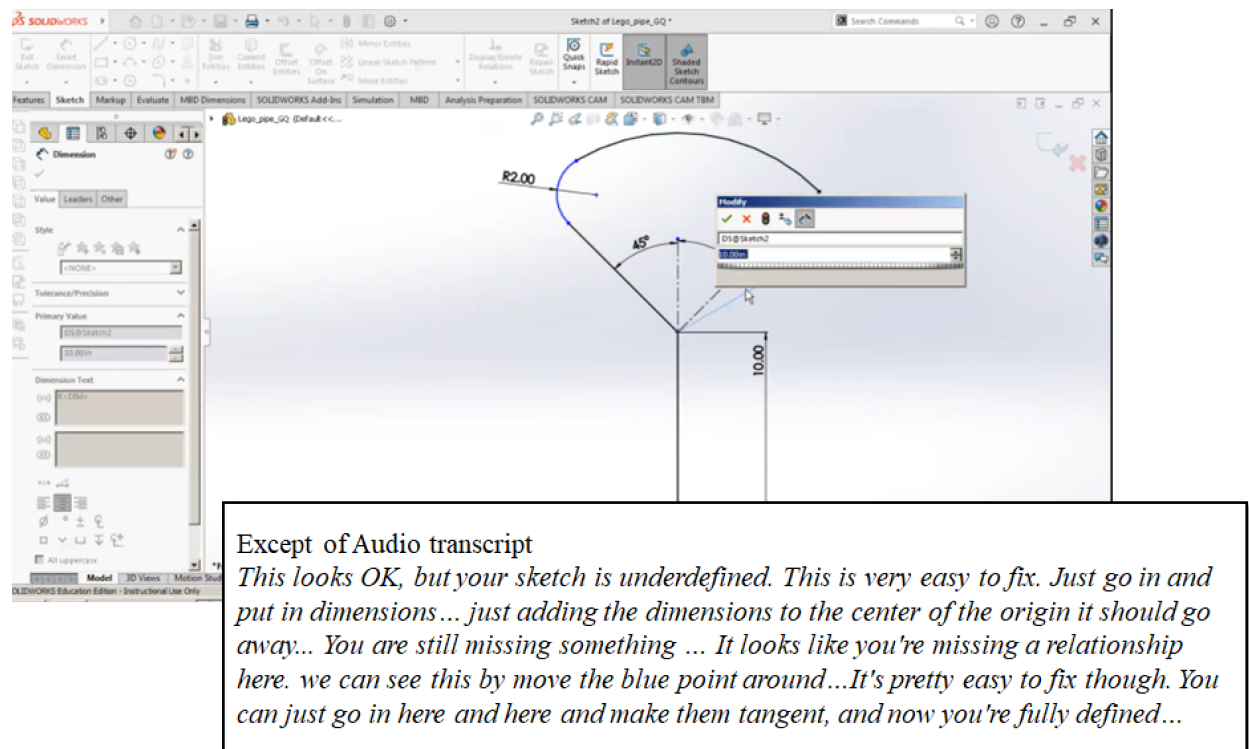 SOLIDWORKS
Sketch2 of Lego_pipe_GQ *
Search Commands
Exit Sketch
Smart Dimension
Trim Entities
Convert Entities
Offset Entities
Offset On Surface
Mirror Entities
Linear Sketch Pattern
Move Entities
Display/Delete Relations
Repair Sketch
Quick Snaps
Rapid Sketch
Instant2D
Shaded Sketch Contours
Features Sketch Markup Evaluate MBD Dimensions SOLIDWORKS Add-Ins Simulation MBD Analysis Preparation SOLIDWORKS CAM SOLIDWORKS CAM TBM
Lego_pipe_GQ (Default<<...
Dimension
Value Leaders Other
Style
<NONE>
Tolerance/Precision
Primary Value
D5@Sketch2
10.00in
Dimension Text
R<DIM>
All uppercase
Model 3D Views Motion Stud
SOLIDWORKS Education Edition - Instructional Use Only
R2.00
45°
10.00
Modify
D5@Sketch2
10.00in
Except of Audio transcript
This looks OK, but your sketch is underdefined. This is very easy to fix. Just go in and
put in dimensions… just adding the dimensions to the center of the origin it should go
away... You are still missing something … It looks like you're missing a relationship
here. we can see this by move the blue point around…It's pretty easy to fix though. You
can just go in here and here and make them tangent, and now you're fully defined…